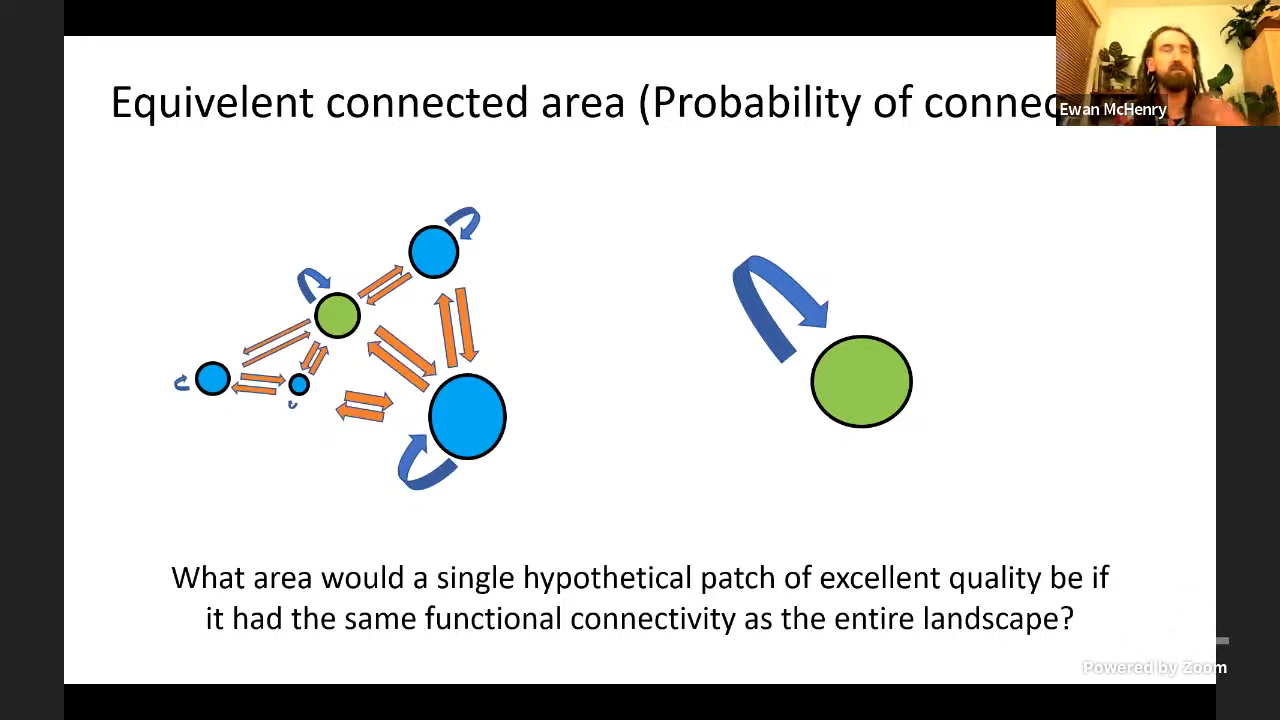 Equivelent connected area (Probability of connec
Ewan McHenry
What area would a single hypothetical patch of excellent quality be if
it had the same functional connectivity as the entire landscape?
Powered by Zoom